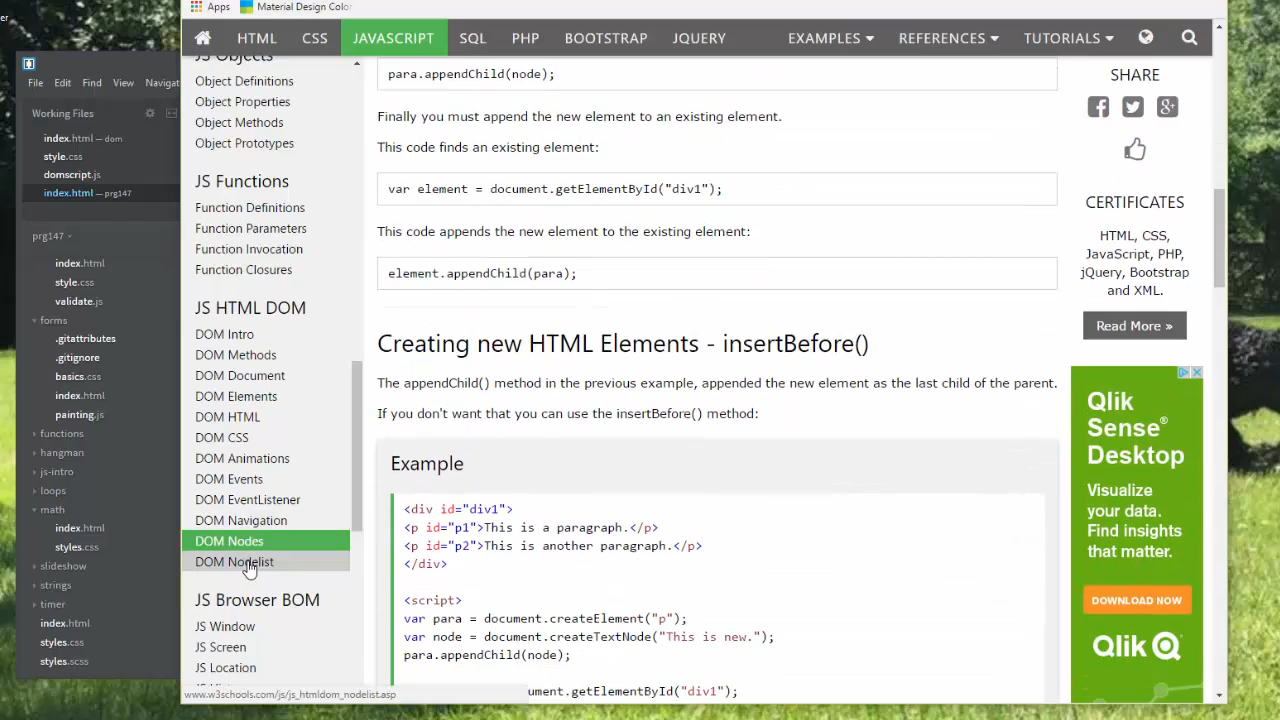 Apps
Material Design Color
er
HTML
CSS
JAVASCRIPT
SQL
PHP
BOOTSTRAP
JQUERY
EXAMPLES
REFERENCES
TUTORIALS
File Edit Find View Navigat
Working Files
index.html — dom
style.css
domscript.js
index.html — prg147
prg147
index.html
style.css
validate.js
forms
.gitattributes
.gitignore
basics.css
index.html
painting.js
functions
hangman
js-intro
loops
math
index.html
styles.css
slideshow
strings
timer
index.html
styles.css
styles.scss
JS Objects
Object Definitions
Object Properties
Object Methods
Object Prototypes
JS Functions
Function Definitions
Function Parameters
Function Invocation
Function Closures
JS HTML DOM
DOM Intro
DOM Methods
DOM Document
DOM Elements
DOM HTML
DOM CSS
DOM Animations
DOM Events
DOM EventListener
DOM Navigation
DOM Nodes
DOM Nodelist
JS Browser BOM
JS Window
JS Screen
JS Location
www.w3schools.com/js/js_htmldom_nodelist.asp
para.appendChild(node);
Finally you must append the new element to an existing element.
This code finds an existing element:
var element = document.getElementById("div1");
This code appends the new element to the existing element:
element.appendChild(para);
Creating new HTML Elements - insertBefore()
The appendChild() method in the previous example, appended the new element as the last child of the parent.
If you don't want that you can use the insertBefore() method:
Example
<div id="div1">
<p id="p1">This is a paragraph.</p>
<p id="p2">This is another paragraph.</p>
</div>
<script>
var para = document.createElement("p");
var node = document.createTextNode("This is new.");
para.appendChild(node);
ument.getElementById("div1");
SHARE
CERTIFICATES
HTML, CSS,
JavaScript, PHP,
jQuery, Bootstrap
and XML.
Read More »
Qlik
Sense®
Desktop
Visualize
your data.
Find insights
that matter.
DOWNLOAD NOW
Qlik